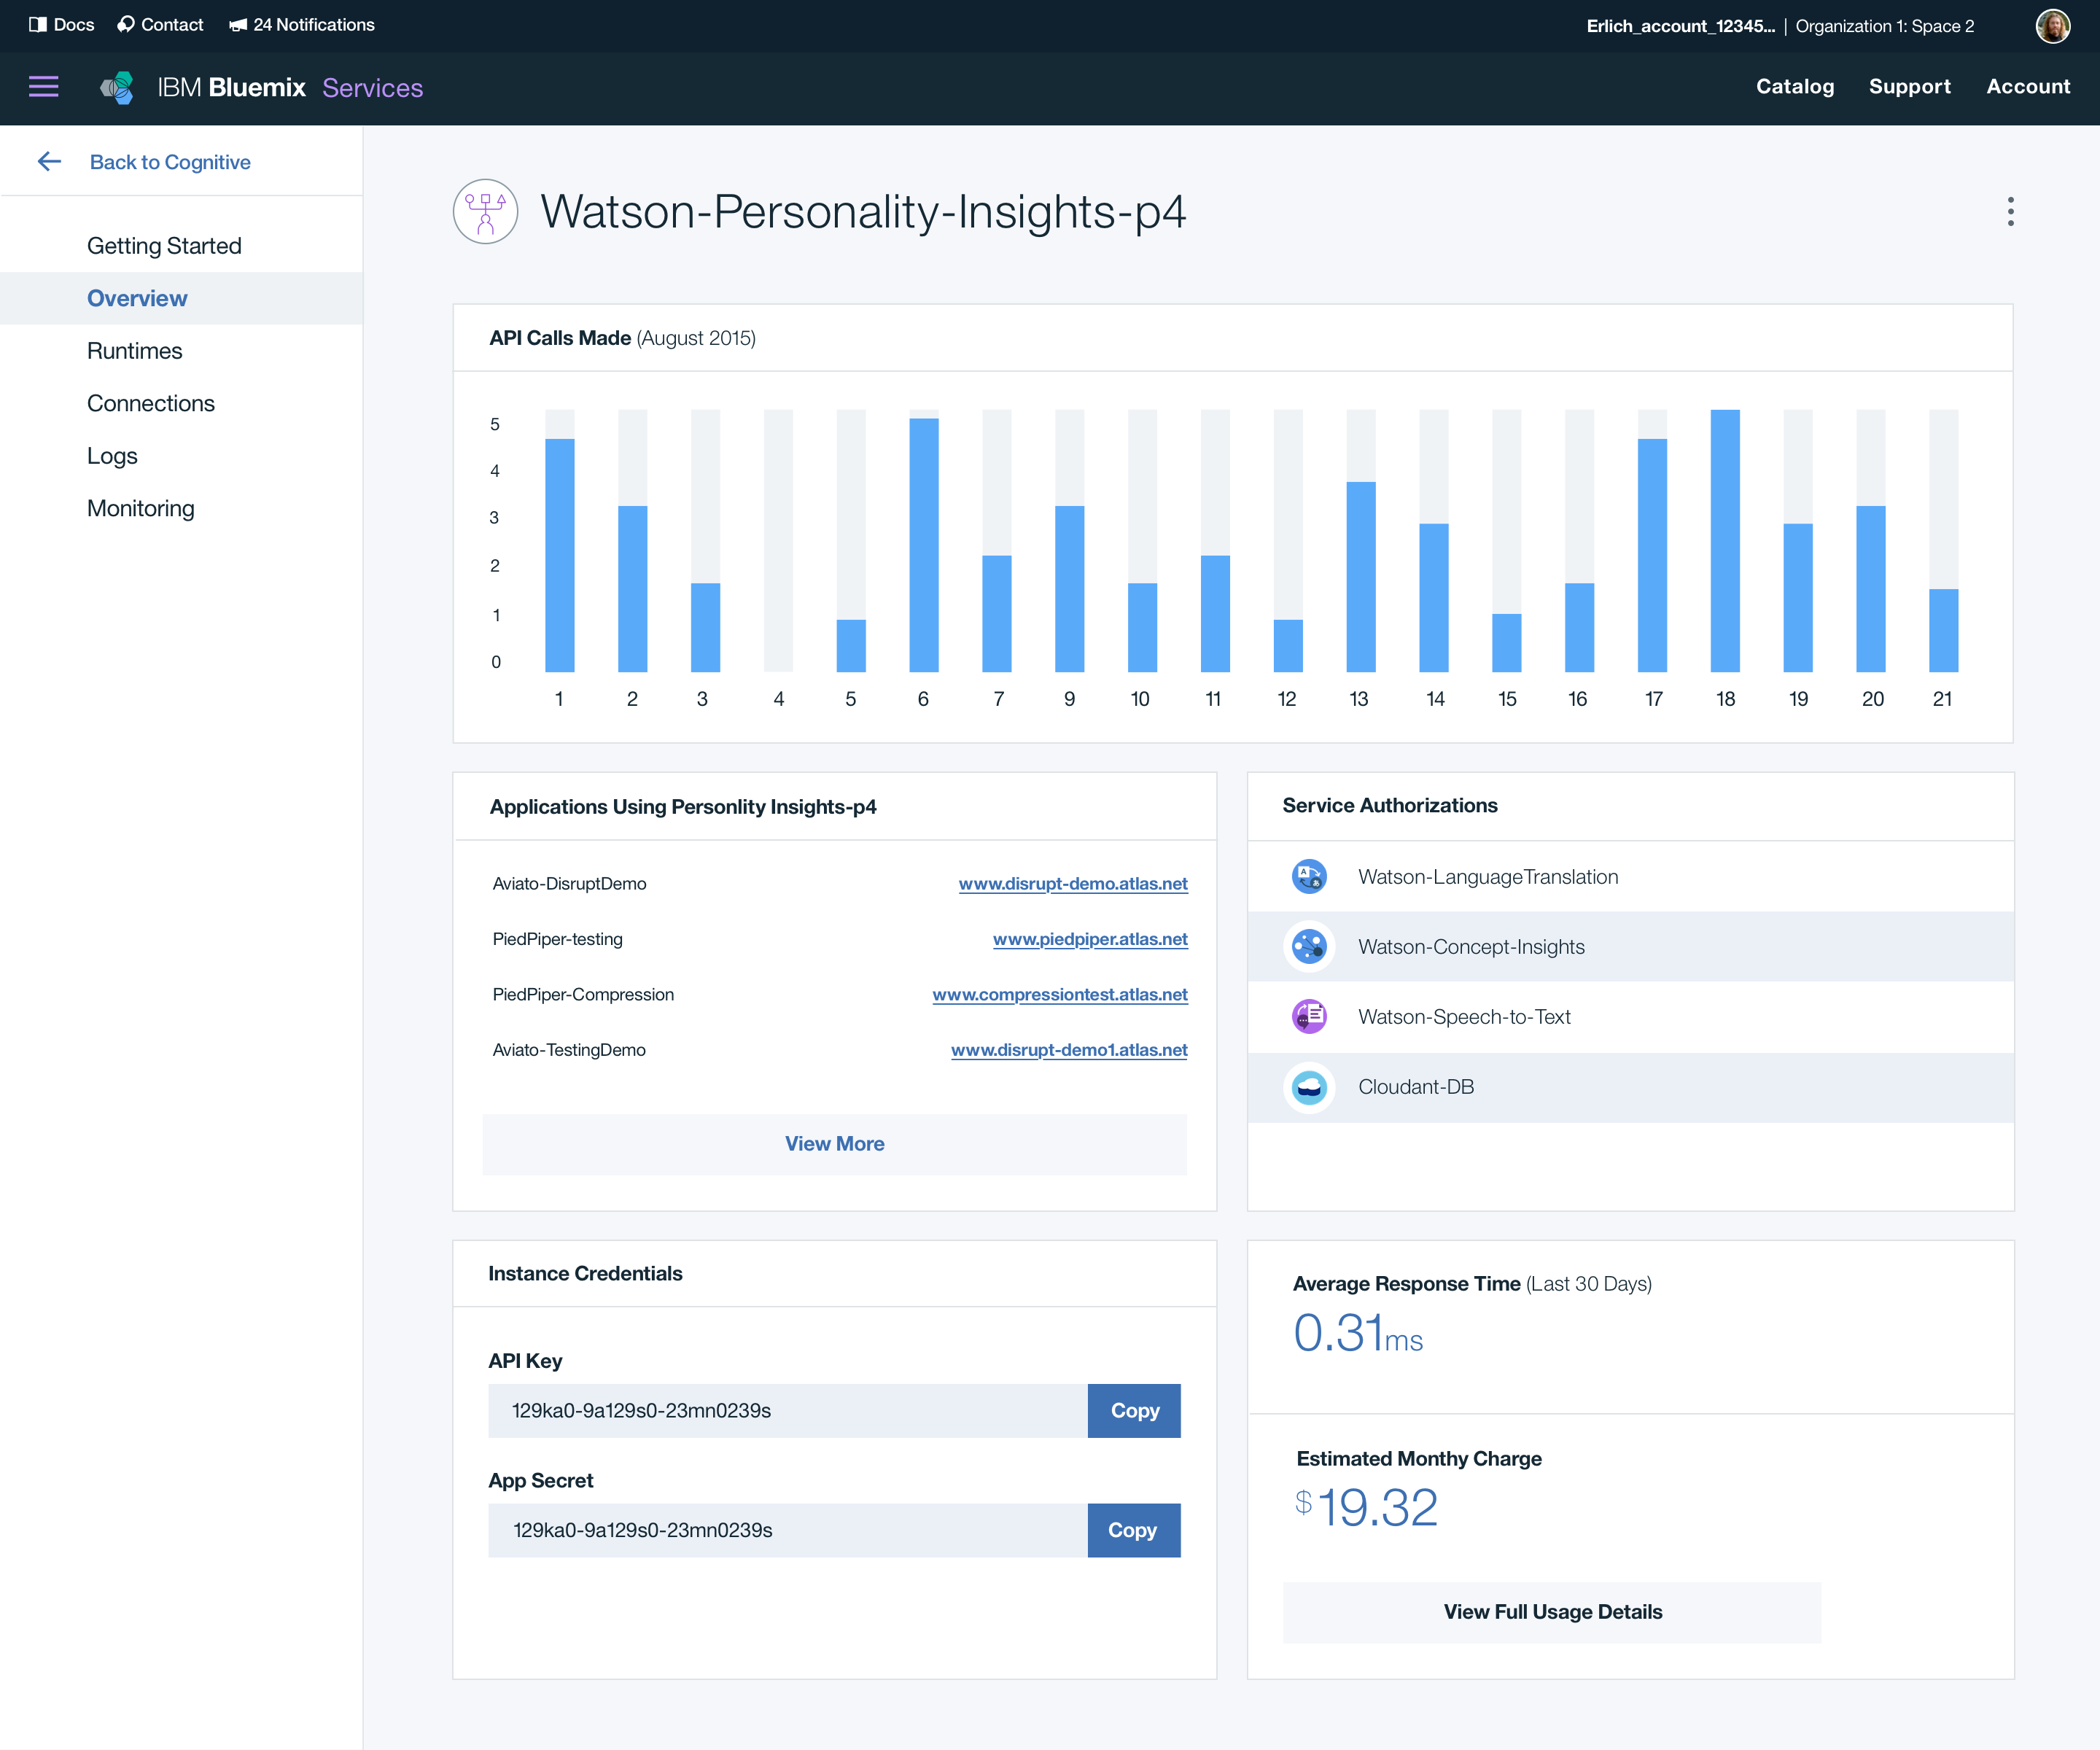 Docs Contact 24 Notifications Erlich_account_12345... | Organization 1: Space 2
IBM Bluemix Services Catalog Support Account
Back to Cognitive
Getting Started
Overview
Runtimes
Connections
Logs
Monitoring
Watson-Personality-Insights-p4
API Calls Made (August 2015)
5
4
3
2
1
0
1 2 3 4 5 6 7 9 10 11 12 13 14 15 16 17 18 19 20 21
Applications Using Personlity Insights-p4
Aviato-DisruptDemo www.disrupt-demo.atlas.net
PiedPiper-testing www.piedpiper.atlas.net
PiedPiper-Compression www.compressiontest.atlas.net
Aviato-TestingDemo www.disrupt-demo1.atlas.net
View More
Service Authorizations
Watson-LanguageTranslation
Watson-Concept-Insights
Watson-Speech-to-Text
Cloudant-DB
Instance Credentials
API Key
129ka0-9a129s0-23mn0239s Copy
App Secret
129ka0-9a129s0-23mn0239s Copy
Average Response Time (Last 30 Days)
0.31ms
Estimated Monthy Charge
$19.32
View Full Usage Details